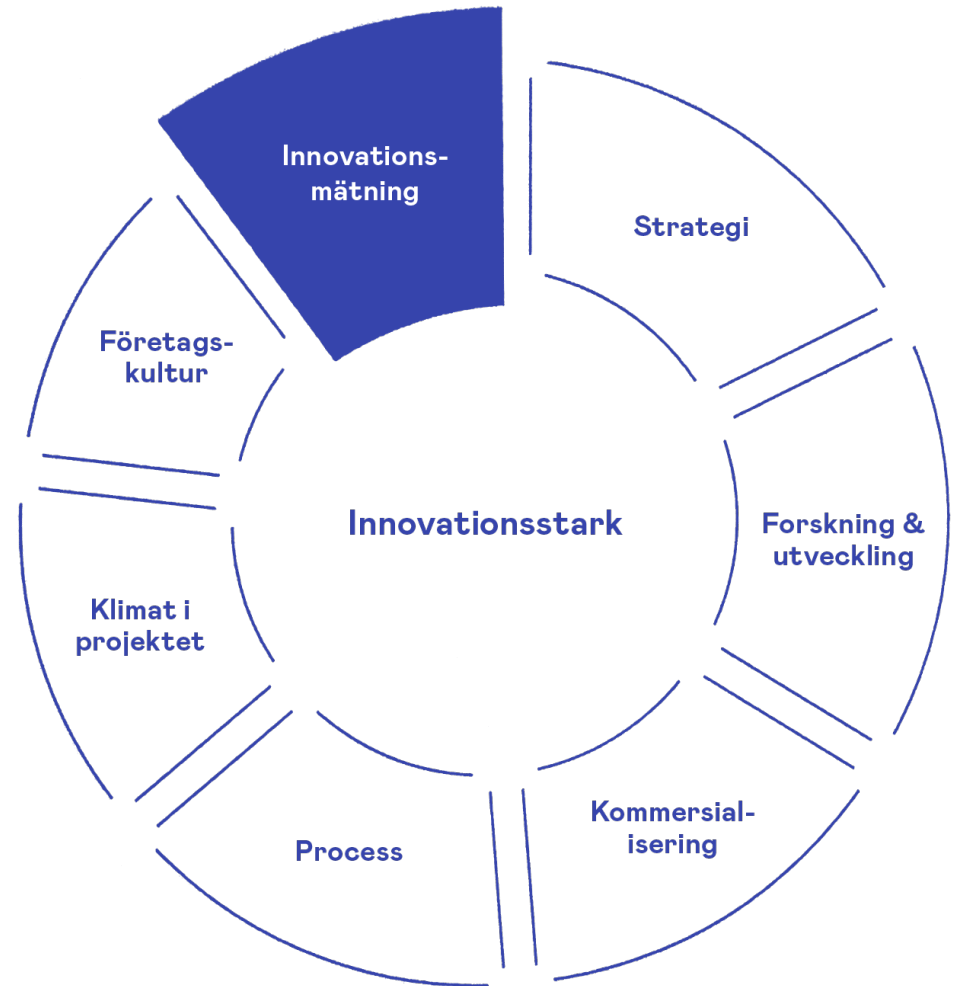 Innovations-
mätning
Strategi
Forskning &
utveckling
Kommersial-
isering
Process
Klimat i
projektet
Företags-
kultur
Innovationsstark